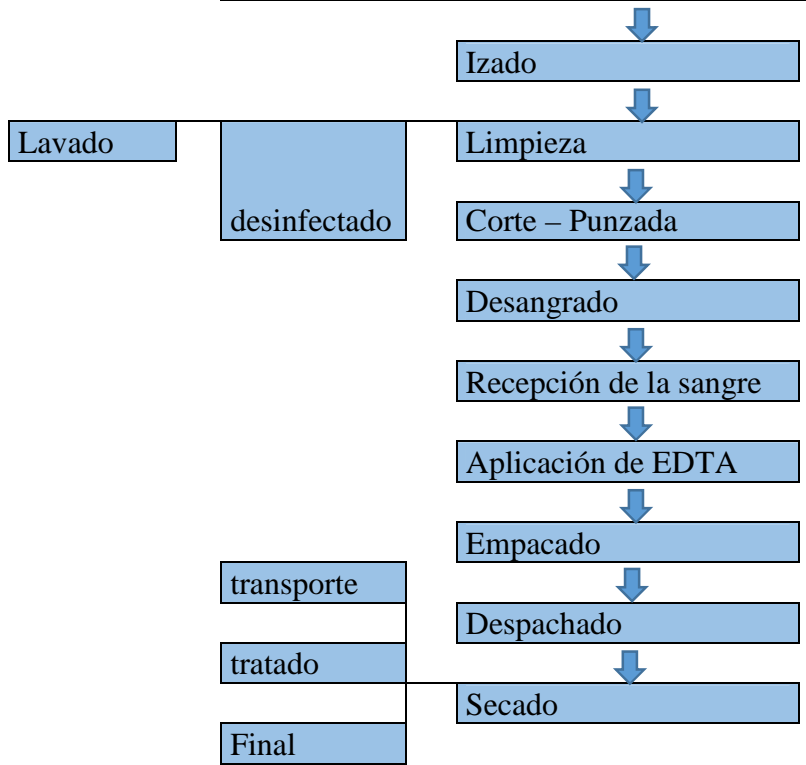 Izado
Lavado
Limpieza
desinfectado
Corte – Punzada
Desangrado
Recepción de la sangre
Aplicación de EDTA
Empacado
transporte
Despachado
tratado
Secado
Final